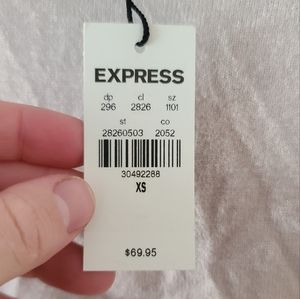 EXPRESS
dp cl sz
296 2826 1101
st co
28260503 2052
30492288
XS
$69.95